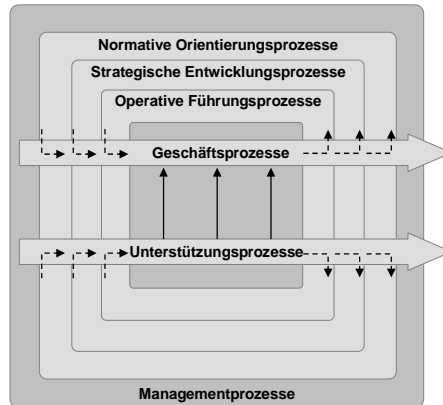 Normative Orientierungsprozesse
Strategische Entwicklungsprozesse
Operative Führungsprozesse
Geschäftsprozesse
Unterstützungsprozesse
Managementprozesse